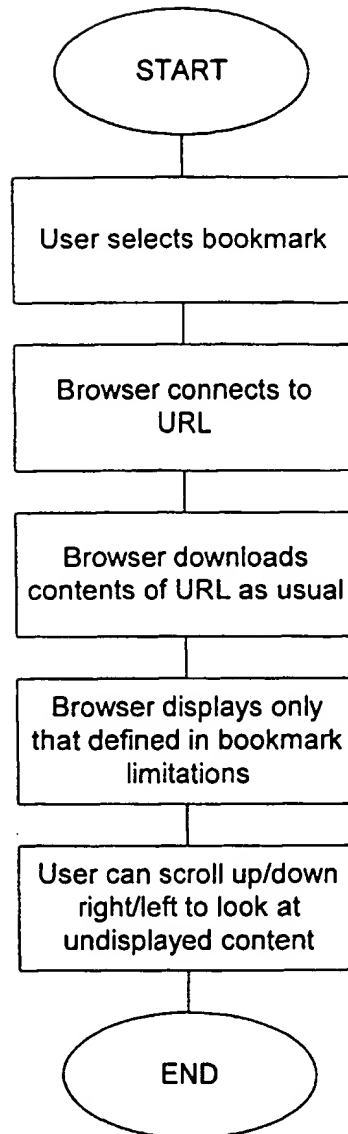 START
User selects bookmark
Browser connects to
URL
Browser downloads
contents of URL as usual
Browser displays only
that defined in bookmark
limitations
User can scroll up/down
right/left to look at
undisplayed content
END